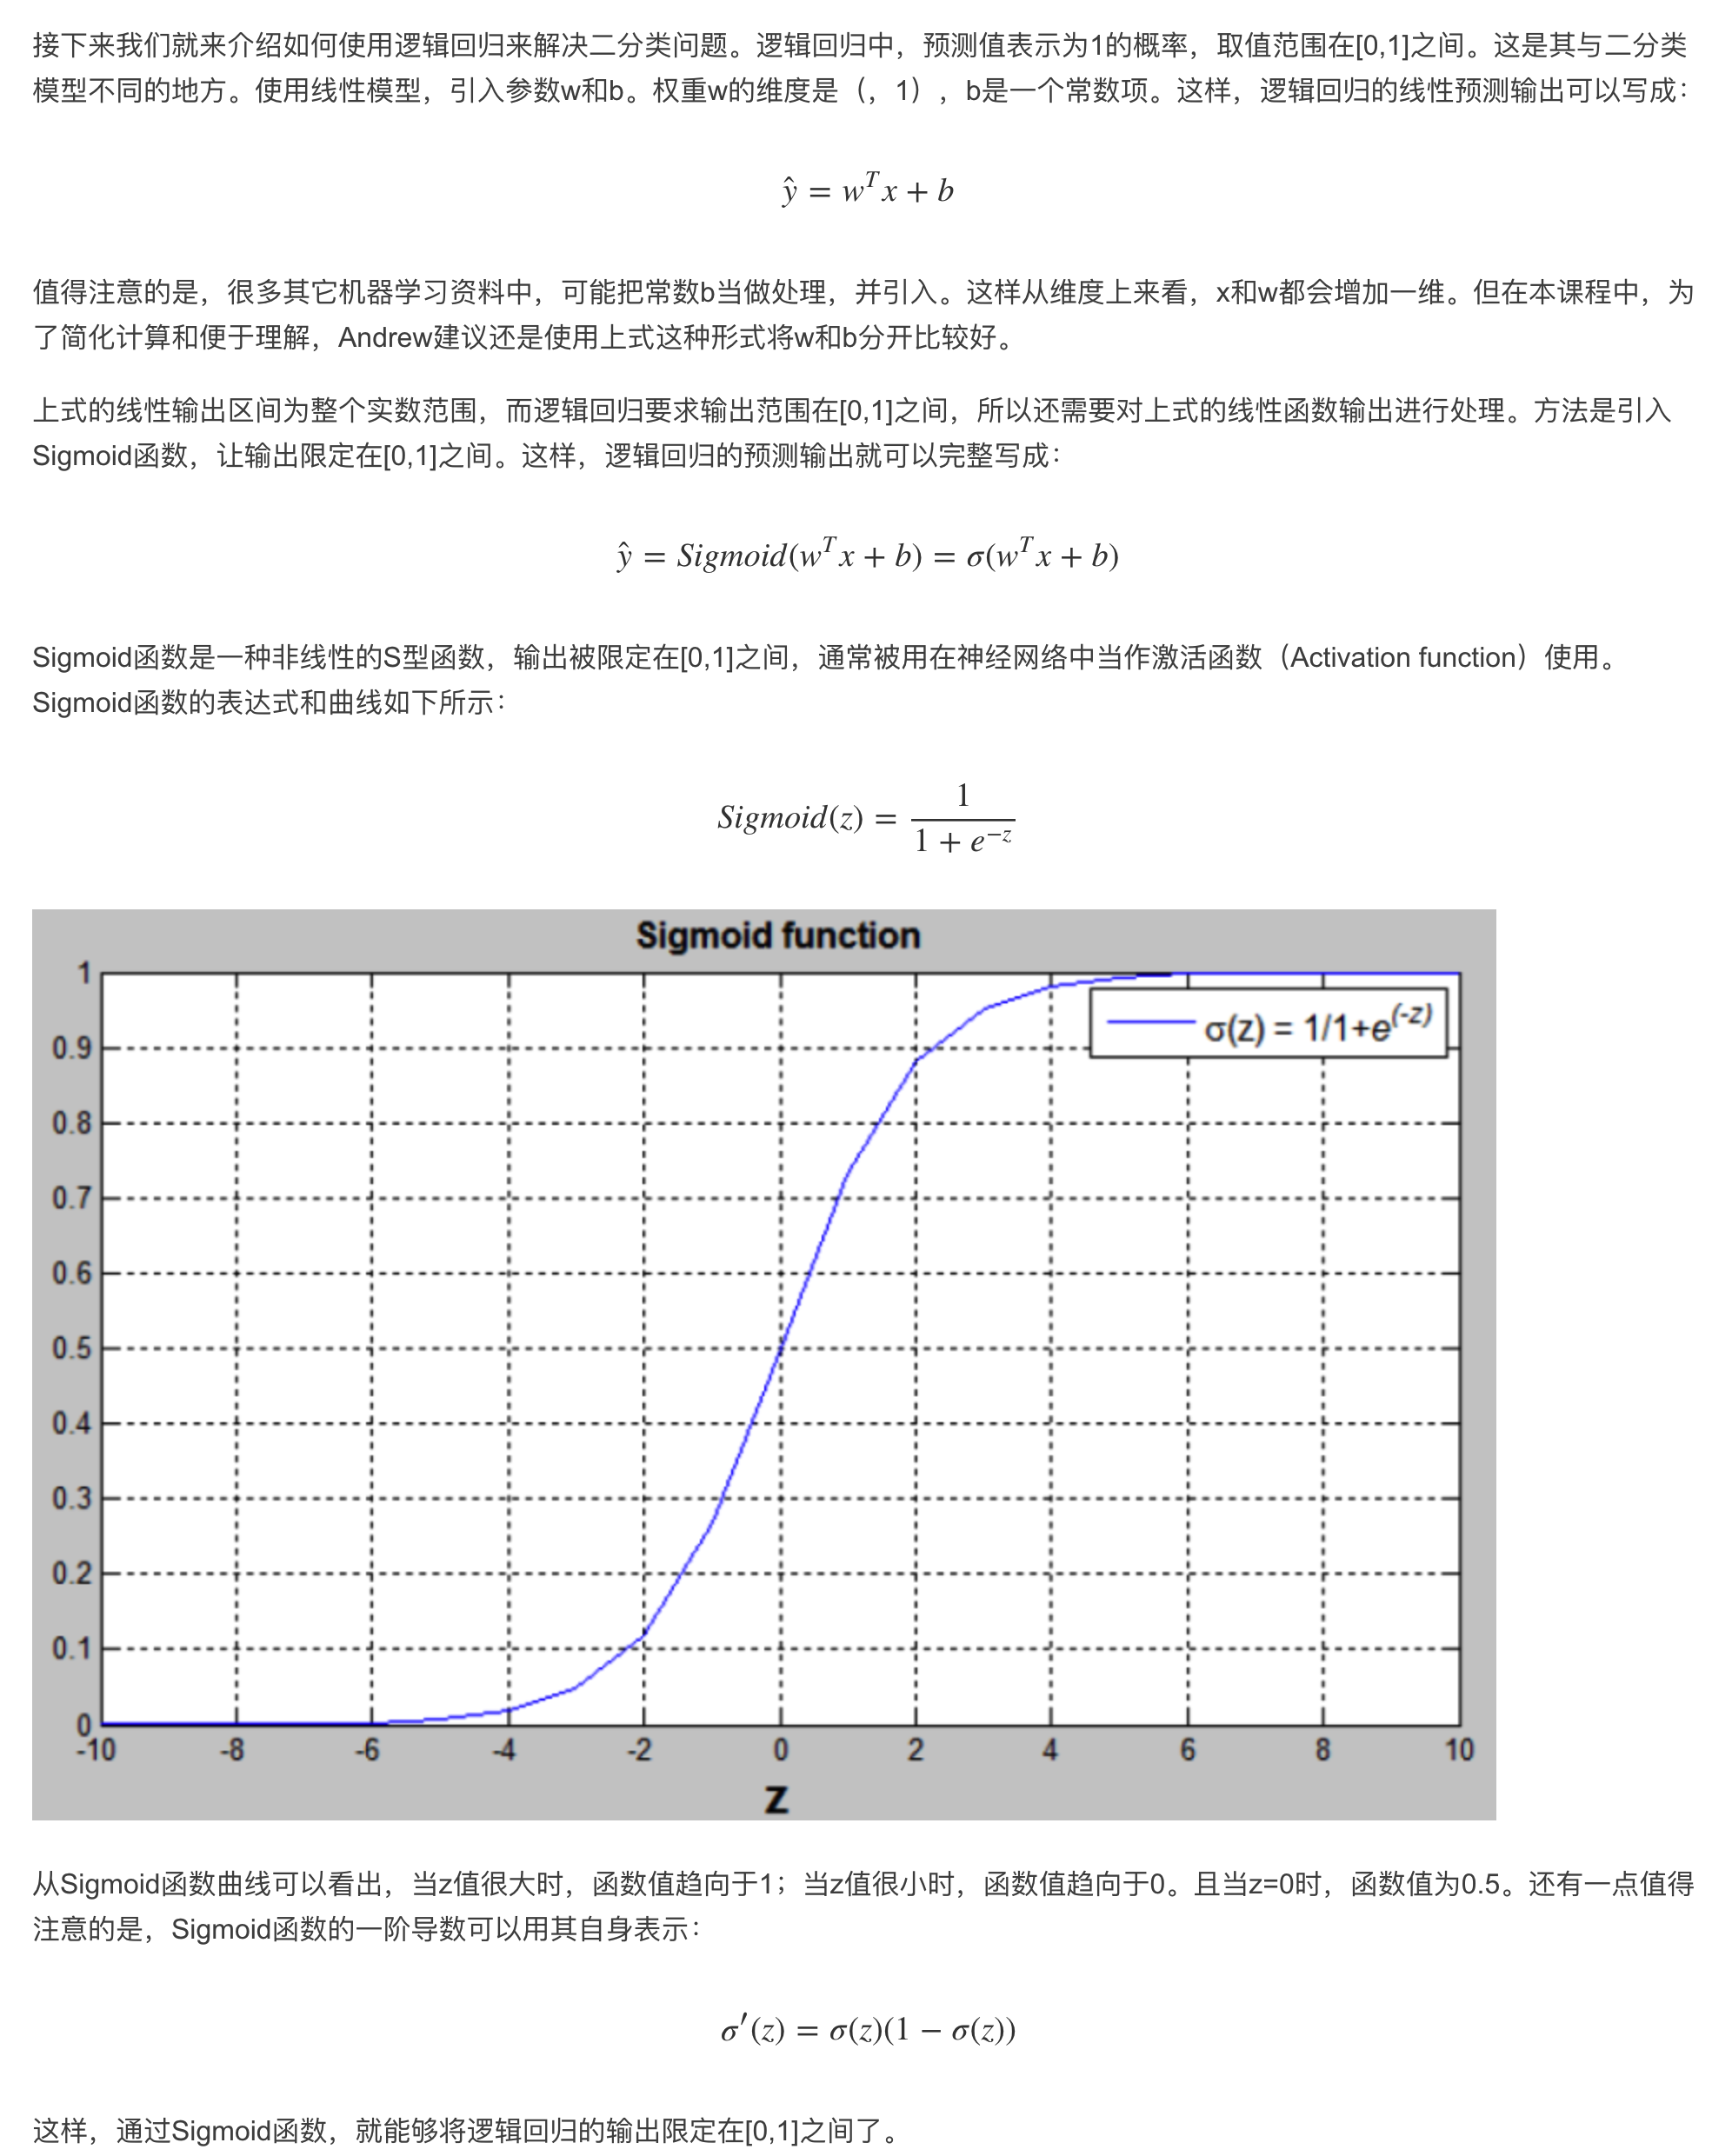 接下来我们就来介绍如何使用逻辑回归来解决二分类问题。逻辑回归中，预测值表示为1的概率，取值范围在[0,1]之间。这是其与二分类
模型不同的地方。使用线性模型，引入参数w和b。权重w的维度是（，1），b是一个常数项。这样，逻辑回归的线性预测输出可以写成：
ŷ = w^T x + b
值得注意的是，很多其它机器学习资料中，可能把常数b当做处理，并引入。这样从维度上来看，x和w都会增加一维。但在本课程中，为
了简化计算和便于理解，Andrew建议还是使用上式这种形式将w和b分开比较好。
上式的线性输出区间为整个实数范围，而逻辑回归要求输出范围在[0,1]之间，所以还需要对上式的线性函数输出进行处理。方法是引入
Sigmoid函数，让输出限定在[0,1]之间。这样，逻辑回归的预测输出就可以完整写成：
ŷ = Sigmoid(w^T x + b) = σ(w^T x + b)
Sigmoid函数是一种非线性的S型函数，输出被限定在[0,1]之间，通常被用在神经网络中当作激活函数（Activation function）使用。
Sigmoid函数的表达式和曲线如下所示：
Sigmoid(z) = 1 / (1 + e^−z)
Sigmoid function
σ(z) = 1/1+e^(-z)
1
0.9
0.8
0.7
0.6
0.5
0.4
0.3
0.2
0.1
0
-10 -8 -6 -4 -2 0 2 4 6 8 10
z
从Sigmoid函数曲线可以看出，当z值很大时，函数值趋向于1；当z值很小时，函数值趋向于0。且当z=0时，函数值为0.5。还有一点值得
注意的是，Sigmoid函数的一阶导数可以用其自身表示：
σ′(z) = σ(z)(1 − σ(z))
这样，通过Sigmoid函数，就能够将逻辑回归的输出限定在[0,1]之间了。